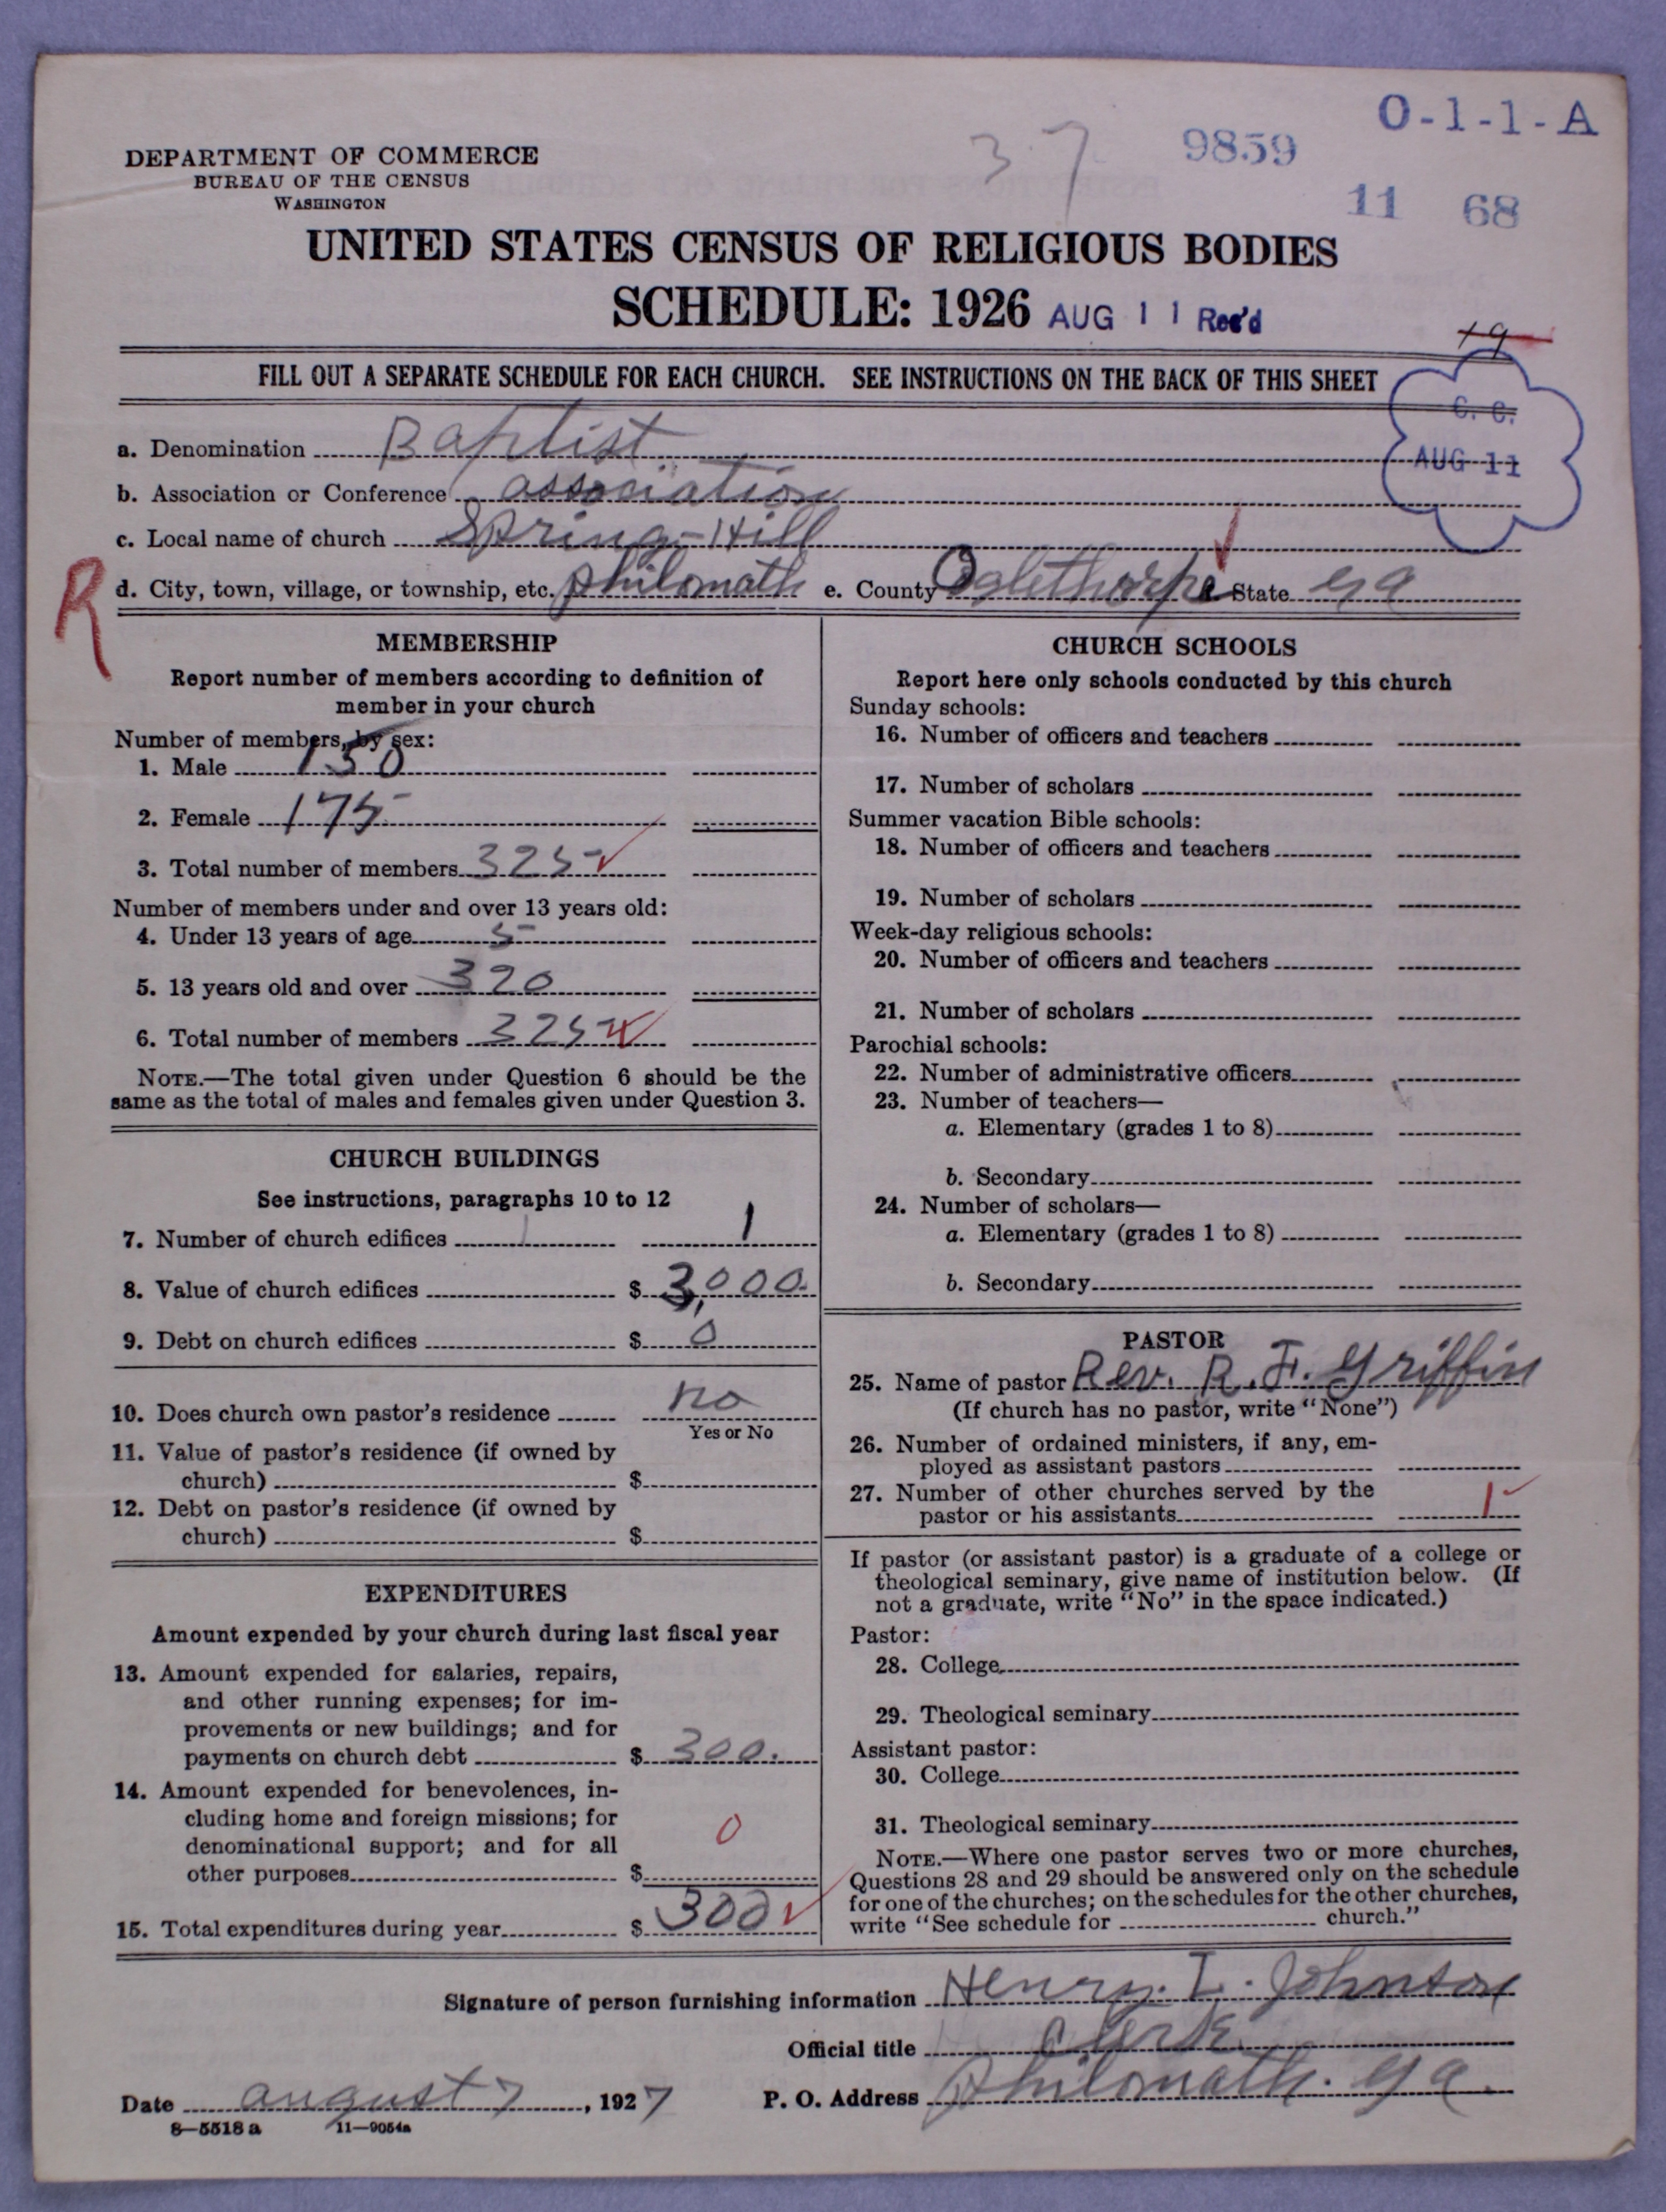 O-1-1-A
37 9859
11 68
DEPARTMENT OF COMMERCE
BUREAU OF THE CENSUS
WASHINGTON
UNITED STATES CENSUS OF RELIGIOUS BODIES
SCHEDULE: 1926 AUG 11 Rec'd
19
FILL OUT A SEPARATE SCHEDULE FOR EACH CHURCH. SEE INSTRUCTIONS ON THE BACK OF THIS SHEET
C. C.
AUG 11
a. Denomination Baptist
b. Association or Conference association
c. Local name of church Spring-Hill
R
d. City, town, village, or township, etc. philomath e. County Oglethorpe State ga
MEMBERSHIP
Report number of members according to definition of
member in your church
Number of members, by sex:
1. Male 150
2. Female 175
3. Total number of members 325
Number of members under and over 13 years old:
4. Under 13 years of age 5
5. 13 years old and over 320
6. Total number of members 325
NOTE.—The total given under Question 6 should be the
same as the total of males and females given under Question 3.
CHURCH BUILDINGS
See instructions, paragraphs 10 to 12
7. Number of church edifices 1 1
8. Value of church edifices $ 3,000
9. Debt on church edifices $ 0
10. Does church own pastor's residence no
Yes or No
11. Value of pastor's residence (if owned by
church) $
12. Debt on pastor's residence (if owned by
church) $
EXPENDITURES
Amount expended by your church during last fiscal year
13. Amount expended for salaries, repairs,
and other running expenses; for im-
provements or new buildings; and for
payments on church debt $ 300.
14. Amount expended for benevolences, in-
cluding home and foreign missions; for
denominational support; and for all
other purposes $ 0
15. Total expenditures during year $ 300
CHURCH SCHOOLS
Report here only schools conducted by this church
Sunday schools:
16. Number of officers and teachers
17. Number of scholars
Summer vacation Bible schools:
18. Number of officers and teachers
19. Number of scholars
Week-day religious schools:
20. Number of officers and teachers
21. Number of scholars
Parochial schools:
22. Number of administrative officers
23. Number of teachers—
a. Elementary (grades 1 to 8)
b. Secondary
24. Number of scholars—
a. Elementary (grades 1 to 8)
b. Secondary
PASTOR
25. Name of pastor Rev. R. F. Griffin
(If church has no pastor, write "None")
26. Number of ordained ministers, if any, em-
ployed as assistant pastors
27. Number of other churches served by the
pastor or his assistants 1
If pastor (or assistant pastor) is a graduate of a college or
theological seminary, give name of institution below. (If
not a graduate, write "No" in the space indicated.)
Pastor:
28. College
29. Theological seminary
Assistant pastor:
30. College
31. Theological seminary
NOTE.—Where one pastor serves two or more churches,
Questions 28 and 29 should be answered only on the schedule
for one of the churches; on the schedules for the other churches,
write "See schedule for church."
Signature of person furnishing information Henry. L. Johnson
Official title Clerk
Date august 7, 1927 P. O. Address philomath. ga.
8—5518 a 11—9054a